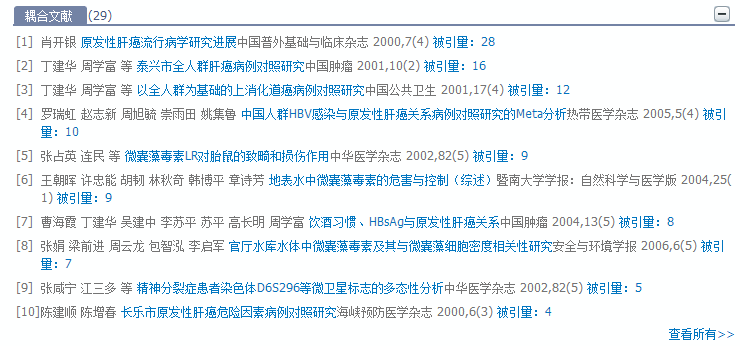 耦合文献 (29)
[1] 肖开银 原发性肝癌流行病学研究进展中国普外基础与临床杂志 2000,7(4) 被引量：28
[2] 丁建华 周学富 等 泰兴市全人群肝癌病例对照研究中国肿瘤 2001,10(2) 被引量：16
[3] 丁建华 周学富 等 以全人群为基础的上消化道癌病例对照研究中国公共卫生 2001,17(4) 被引量：12
[4] 罗瑞虹 赵志新 周旭毓 崇雨田 姚集鲁 中国人群HBV感染与原发性肝癌关系病例对照研究的Meta分析热带医学杂志 2005,5(4) 被引
量：10
[5] 张占英 连民 等 微囊藻毒素LR对胎鼠的致畸和损伤作用中华医学杂志 2002,82(5) 被引量：9
[6] 王朝晖 许忠能 胡韧 林秋奇 韩博平 章诗芳 地表水中微囊藻毒素的危害与控制（综述）暨南大学学报：自然科学与医学版 2004,25(
1) 被引量：9
[7] 曹海霞 丁建华 吴建中 李苏平 苏平 高长明 周学富 饮酒习惯、HBsAg与原发性肝癌关系中国肿瘤 2004,13(5) 被引量：8
[8] 张娟 梁前进 周云龙 包智泓 李启军 官厅水库水体中微囊藻毒素及其与微囊藻细胞密度相关性研究安全与环境学报 2006,6(5) 被引
量：7
[9] 张咸宁 江三多 等 精神分裂症患者染色体D6S296等微卫星标志的多态性分析中华医学杂志 2002,82(5) 被引量：5
[10]陈建顺 陈增春 长乐市原发性肝癌危险因素病例对照研究海峡预防医学杂志 2000,6(3) 被引量：4
查看所有>>